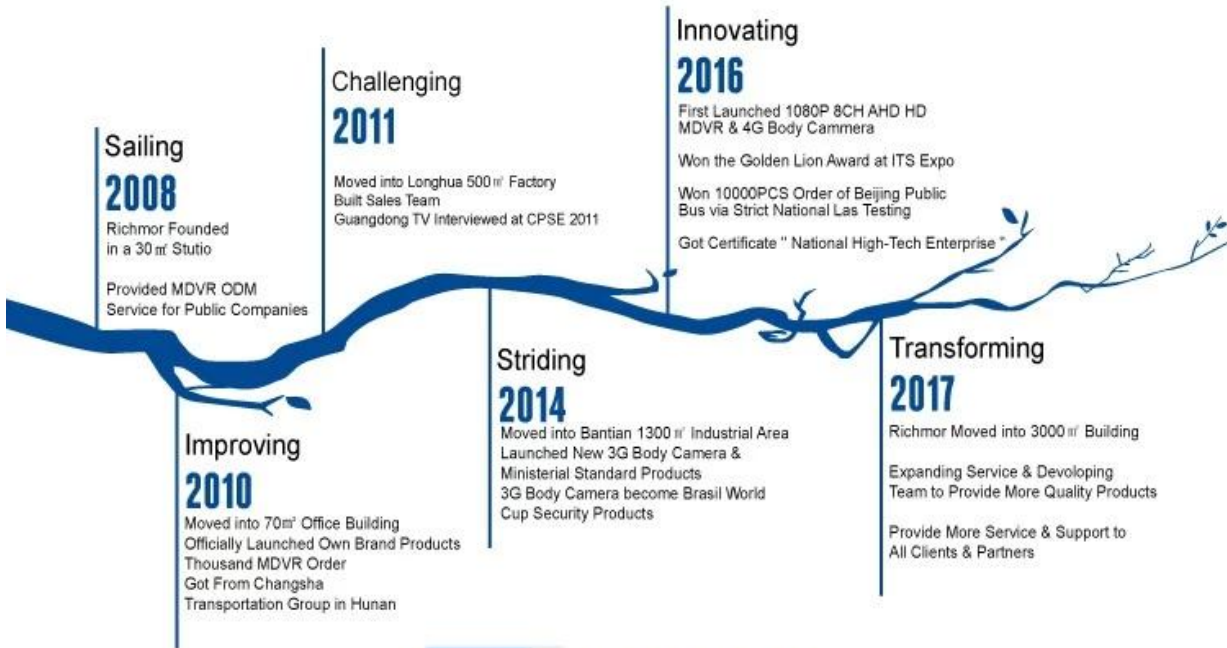 Sailing
2008
Richmor Founded
in a 30㎡ Stutio
Provided MDVR ODM
Service for Public Companies
Improving
2010
Moved into 70㎡ Office Building
Officially Launched Own Brand Products
Thousand MDVR Order
Got From Changsha
Transportation Group in Hunan
Challenging
2011
Moved into Longhua 500㎡ Factory
Built Sales Team
Guangdong TV Interviewed at CPSE 2011
Striding
2014
Moved into Bantian 1300㎡ Industrial Area
Launched New 3G Body Camera &
Ministerial Standard Products
3G Body Camera become Brasil World
Cup Security Products
Innovating
2016
First Launched 1080P 8CH AHD HD
MDVR & 4G Body Cammera
Won the Golden Lion Award at ITS Expo
Won 10000PCS Order of Beijing Public
Bus via Strict National Las Testing
Got Certificate " National High-Tech Enterprise "
Transforming
2017
Richmor Moved into 3000㎡ Building
Expanding Service & Devoloping
Team to Provide More Quality Products
Provide More Service & Support to
All Clients & Partners